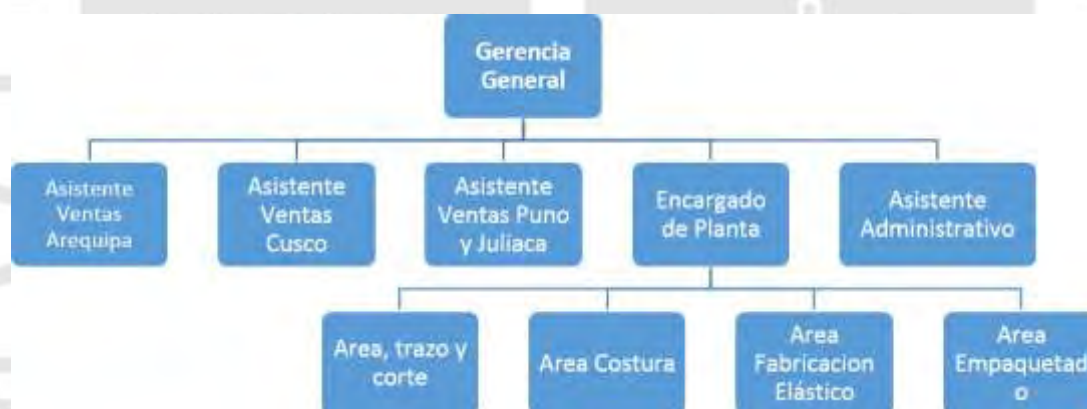 Gerencia
General
Asistente
Ventas
Arequipa
Asistente
Ventas
Cusco
Asistente
Ventas Puno
y Juliaca
Encargado
de Planta
Asistente
Administrativo
Area, trazo y
corte
Area Costura
Area
Fabricacion
Elástico
Area
Empaquetad
o